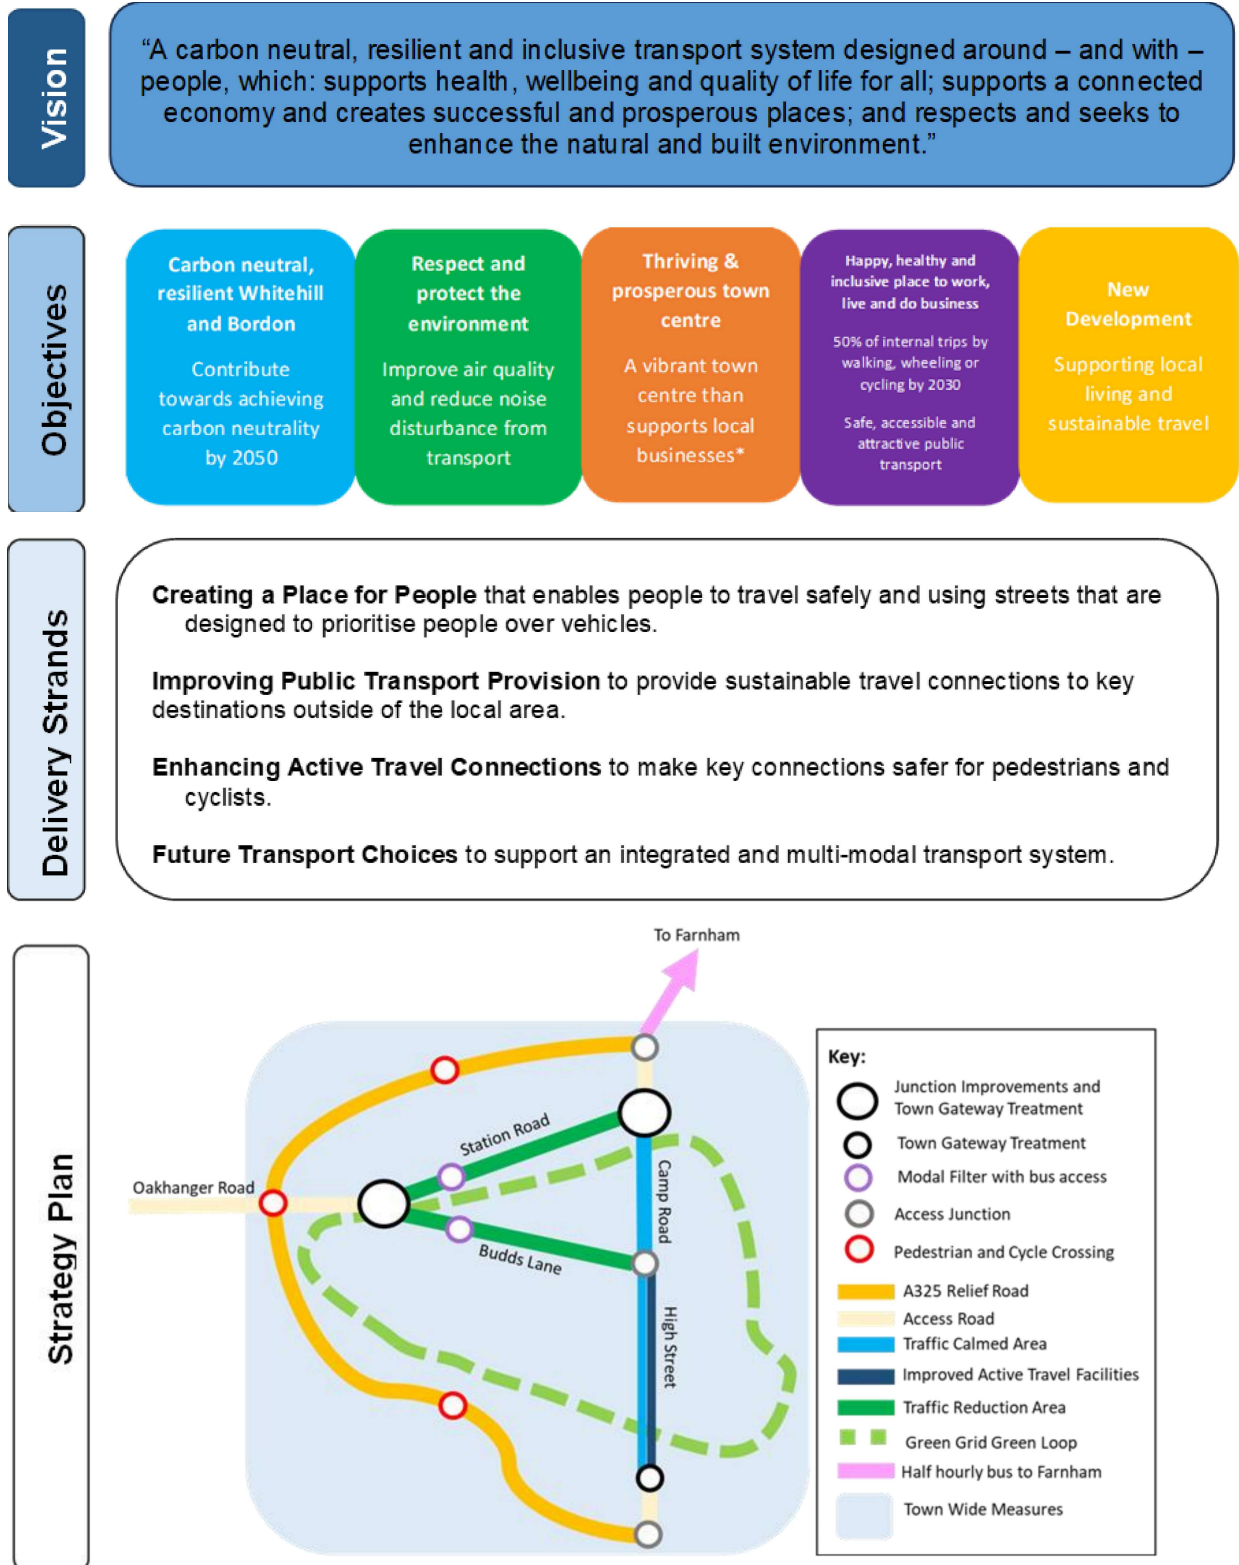 Vision
“A carbon neutral, resilient and inclusive transport system designed around – and with –
people, which: supports health, wellbeing and quality of life for all; supports a connected
economy and creates successful and prosperous places; and respects and seeks to
enhance the natural and built environment.”
Objectives
Carbon neutral,
resilient Whitehill
and Bordon
Contribute
towards achieving
carbon neutrality
by 2050
Respect and
protect the
environment
Improve air quality
and reduce noise
disturbance from
transport
Thriving &
prosperous town
centre
A vibrant town
centre than
supports local
businesses*
Happy, healthy and
inclusive place to work,
live and do business
50% of internal trips by
walking, wheeling or
cycling by 2030
Safe, accessible and
attractive public
transport
New
Development
Supporting local
living and
sustainable travel
Delivery Strands
Creating a Place for People that enables people to travel safely and using streets that are
designed to prioritise people over vehicles.
Improving Public Transport Provision to provide sustainable travel connections to key
destinations outside of the local area.
Enhancing Active Travel Connections to make key connections safer for pedestrians and
cyclists.
Future Transport Choices to support an integrated and multi-modal transport system.
Strategy Plan
To Farnham
Station Road
Oakhanger Road
Camp Road
Budds Lane
High Street
Key:
Junction Improvements and
Town Gateway Treatment
Town Gateway Treatment
Modal Filter with bus access
Access Junction
Pedestrian and Cycle Crossing
A325 Relief Road
Access Road
Traffic Calmed Area
Improved Active Travel Facilities
Traffic Reduction Area
Green Grid Green Loop
Half hourly bus to Farnham
Town Wide Measures